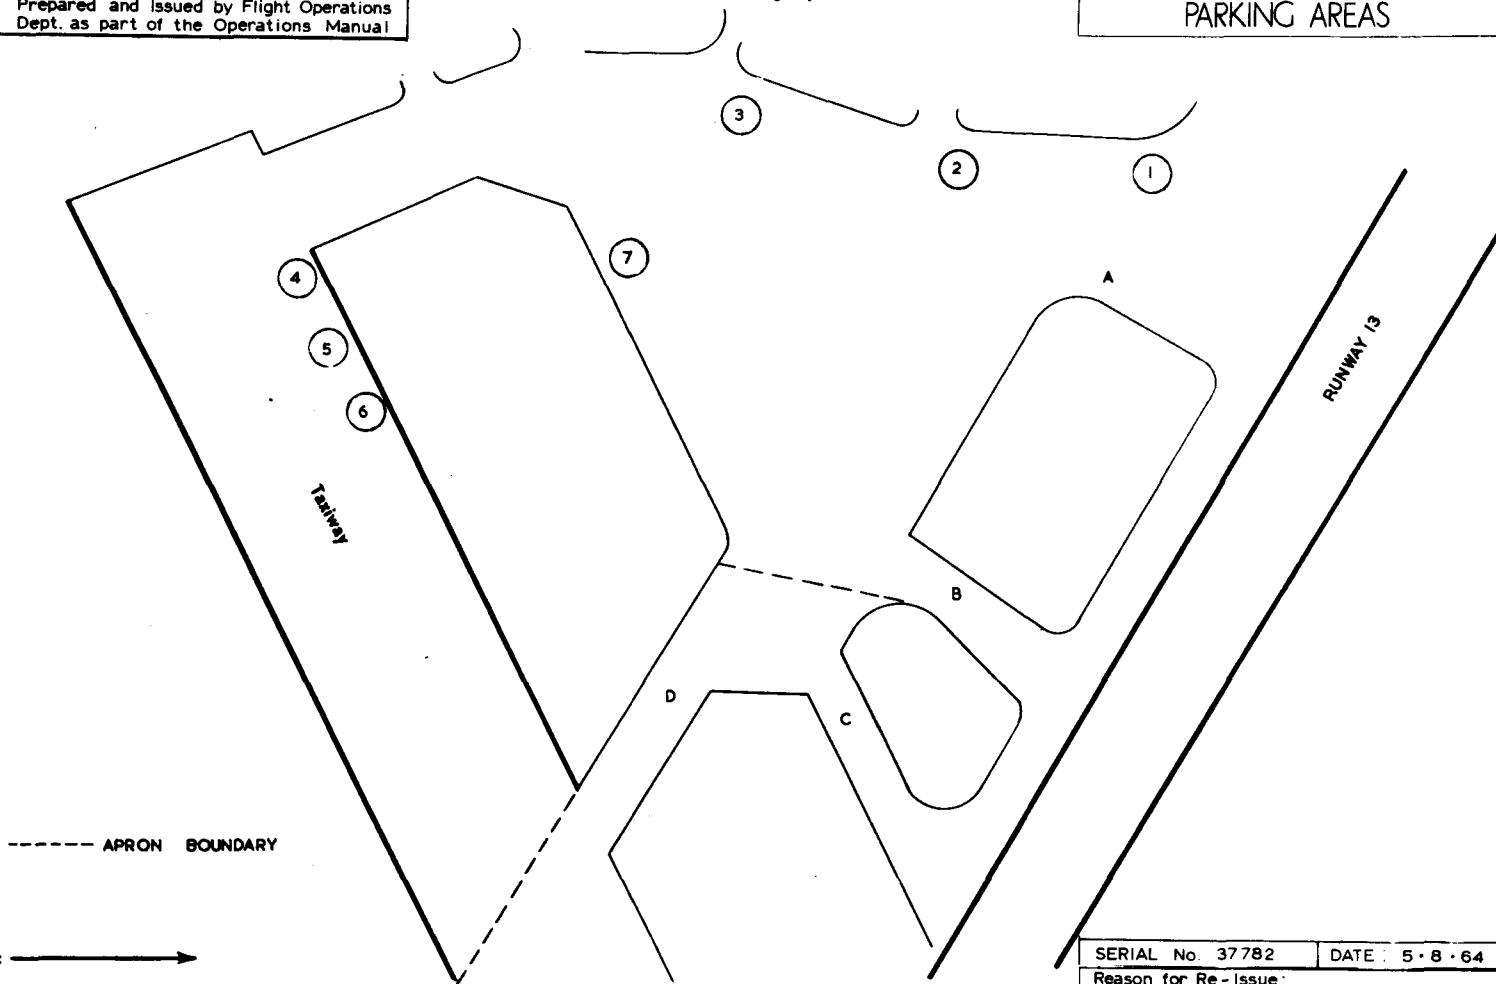 Prepared and Issued by Flight Operations
Dept. as part of the Operations Manual
PARKING AREAS
3
2
1
7
4
A
5
6
RUNWAY 13
Taxiway
B
D
C
APRON BOUNDARY
SERIAL No. 37782
DATE : 5·8·64
Reason for Re-Issue: